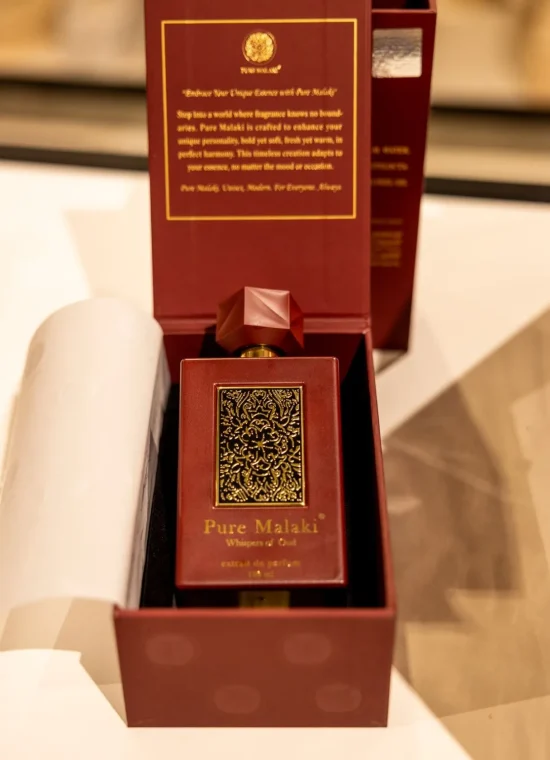 PURE MALAKI®
"Embrace Your Unique Essence with Pure Malaki"
Step into a world where fragrance knows no bound-
aries. Pure Malaki is crafted to enhance your
unique personality, bold yet soft, fresh yet warm, in
perfect harmony. This timeless creation adapts to
your essence, no matter the mood or occasion.
Pure Malaki, Unisex, Modern. For Everyone, Always
Pure Malaki®
Whispers of Oud
extrait de parfum
100 ml